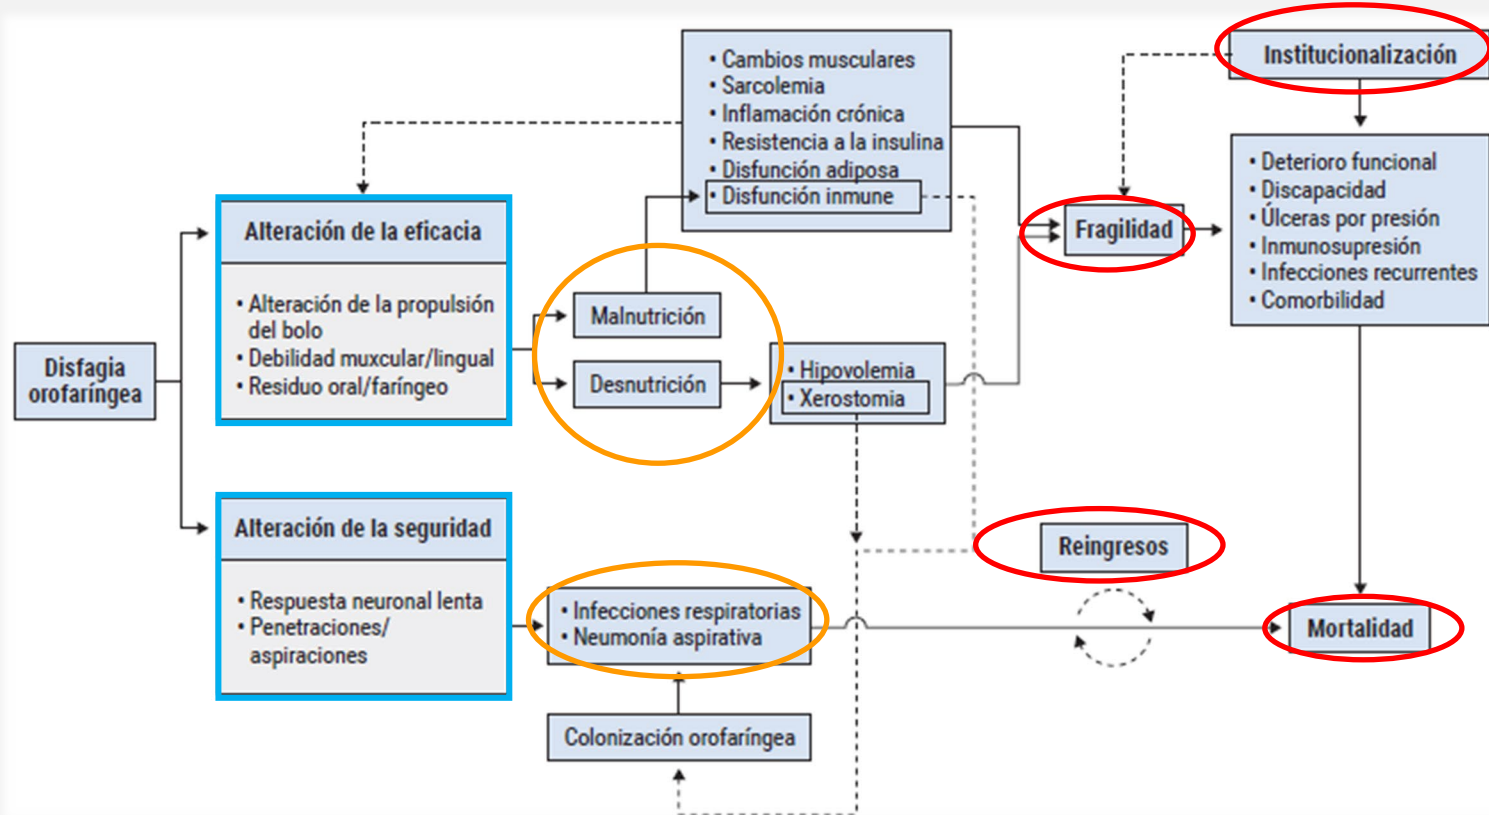 • Cambios musculares
• Sarcolemia
• Inflamación crónica
• Resistencia a la insulina
• Disfunción adiposa
• Disfunción inmune
Institucionalización
• Deterioro funcional
• Discapacidad
• Úlceras por presión
• Inmunosupresión
• Infecciones recurrentes
• Comorbilidad
Fragilidad
Alteración de la eficacia
• Alteración de la propulsión
del bolo
• Debilidad muxcular/lingual
• Residuo oral/faríngeo
Malnutrición
Desnutrición
• Hipovolemia
• Xerostomia
Disfagia
orofaríngea
Alteración de la seguridad
• Respuesta neuronal lenta
• Penetraciones/
aspiraciones
• Infecciones respiratorias
• Neumonía aspirativa
Colonización orofaríngea
Reingresos
Mortalidad